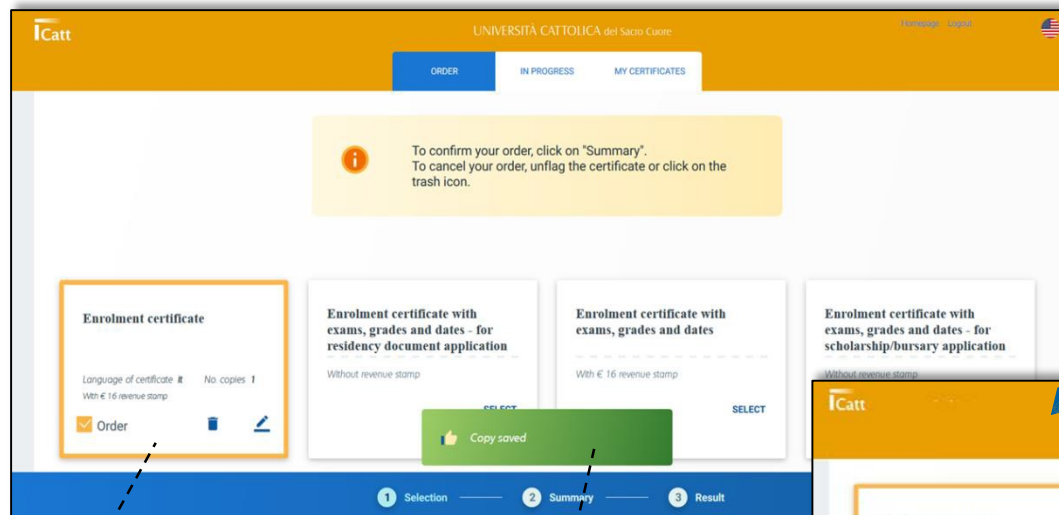 iCatt
UNIVERSITÀ CATTOLICA del Sacro Cuore
Homepage Logout
ORDER IN PROGRESS MY CERTIFICATES
To confirm your order, click on "Summary".
To cancel your order, unflag the certificate or click on the
trash icon.
Enrolment certificate
Language of certificate It No. copies 1
With € 16 revenue stamp
Order
Enrolment certificate with
exams, grades and dates - for
residency document application
Without revenue stamp
SELECT
Enrolment certificate with
exams, grades and dates
With € 16 revenue stamp
SELECT
Enrolment certificate with
exams, grades and dates - for
scholarship/bursary application
Without revenue stamp
Copy saved
1 Selection 2 Summary 3 Result
iCatt